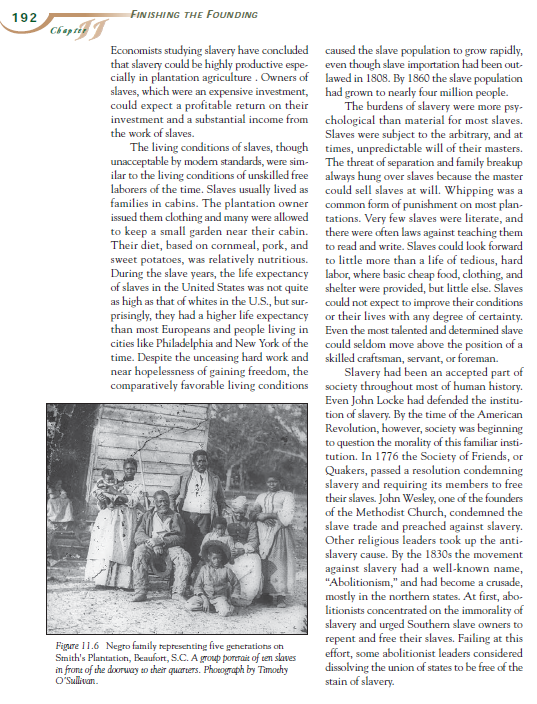 192
FINISHING THE FOUNDING
Chapter 11
Economists studying slavery have concluded
that slavery could be highly productive espe-
cially in plantation agriculture . Owners of
slaves, which were an expensive investment,
could expect a profitable return on their
investment and a substantial income from
the work of slaves.
The living conditions of slaves, though
unacceptable by modern standards, were sim-
ilar to the living conditions of unskilled free
laborers of the time. Slaves usually lived as
families in cabins. The plantation owner
issued them clothing and many were allowed
to keep a small garden near their cabin.
Their diet, based on cornmeal, pork, and
sweet potatoes, was relatively nutritious.
During the slave years, the life expectancy
of slaves in the United States was not quite
as high as that of whites in the U.S., but sur-
prisingly, they had a higher life expectancy
than most Europeans and people living in
cities like Philadelphia and New York of the
time. Despite the unceasing hard work and
near hopelessness of gaining freedom, the
comparatively favorable living conditions
Figure 11.6 Negro family representing five generations on
Smith's Plantation, Beaufort, S.C. A group portrait of ten slaves
in front of the doorway to their quarters. Photograph by Timothy
O'Sullivan.
caused the slave population to grow rapidly,
even though slave importation had been out-
lawed in 1808. By 1860 the slave population
had grown to nearly four million people.
The burdens of slavery were more psy-
chological than material for most slaves.
Slaves were subject to the arbitrary, and at
times, unpredictable will of their masters.
The threat of separation and family breakup
always hung over slaves because the master
could sell slaves at will. Whipping was a
common form of punishment on most plan-
tations. Very few slaves were literate, and
there were often laws against teaching them
to read and write. Slaves could look forward
to little more than a life of tedious, hard
labor, where basic cheap food, clothing, and
shelter were provided, but little else. Slaves
could not expect to improve their conditions
or their lives with any degree of certainty.
Even the most talented and determined slave
could seldom move above the position of a
skilled craftsman, servant, or foreman.
Slavery had been an accepted part of
society throughout most of human history.
Even John Locke had defended the institu-
tion of slavery. By the time of the American
Revolution, however, society was beginning
to question the morality of this familiar insti-
tution. In 1776 the Society of Friends, or
Quakers, passed a resolution condemning
slavery and requiring its members to free
their slaves. John Wesley, one of the founders
of the Methodist Church, condemned the
slave trade and preached against slavery.
Other religious leaders took up the anti-
slavery cause. By the 1830s the movement
against slavery had a well-known name,
"Abolitionism," and had become a crusade,
mostly in the northern states. At first, abo-
litionists concentrated on the immorality of
slavery and urged Southern slave owners to
repent and free their slaves. Failing at this
effort, some abolitionist leaders considered
dissolving the union of states to be free of the
stain of slavery.